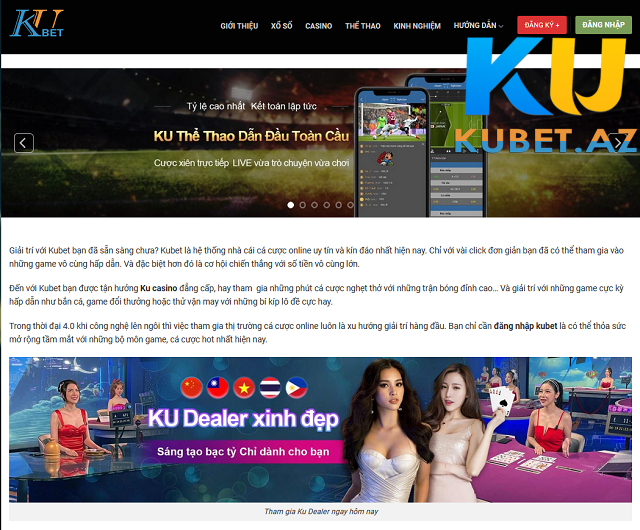 KU
BET
GIỚI THIỆU XỔ SỐ CASINO THỂ THAO KINH NGHIỆM HƯỚNG DẪN ĐĂNG KÝ + ĐĂNG NHẬP
KU
KUBET.AZ
Tỷ lệ cao nhất Kết toán lập tức
KU Thể Thao Dẫn Đầu Toàn Cầu
Cược xiên trực tiếp LIVE vừa trò chuyện vừa chơi
Giải trí với Kubet bạn đã sẵn sàng chưa? Kubet là hệ thống nhà cái cá cược online uy tín và kín đáo nhất hiện nay. Chỉ với vài click đơn giản bạn đã có thể tham gia vào
những game vô cùng hấp dẫn. Và đặc biệt hơn đó là cơ hội chiến thắng với số tiền vô cùng lớn.
Đến với Kubet bạn được tận hưởng Ku casino đẳng cấp, hay tham gia những phút cá cược nghẹt thở với những trận bóng đỉnh cao... Và giải trí với những game cực kỳ
hấp dẫn như bắn cá, game đổi thưởng hoặc thử vận may với những bí kíp lô đề cực hay.
Trong thời đại 4.0 khi công nghệ lên ngôi thì việc tham gia thị trường cá cược online luôn là xu hướng giải trí hàng đầu. Bạn chỉ cần đăng nhập kubet là có thể thỏa sức
mở rộng tầm mắt với những bộ môn game, cá cược hot nhất hiện nay.
KU Dealer xinh đẹp
Sáng tạo bạc tỷ Chỉ dành cho bạn
Tham gia Ku Dealer ngay hôm nay